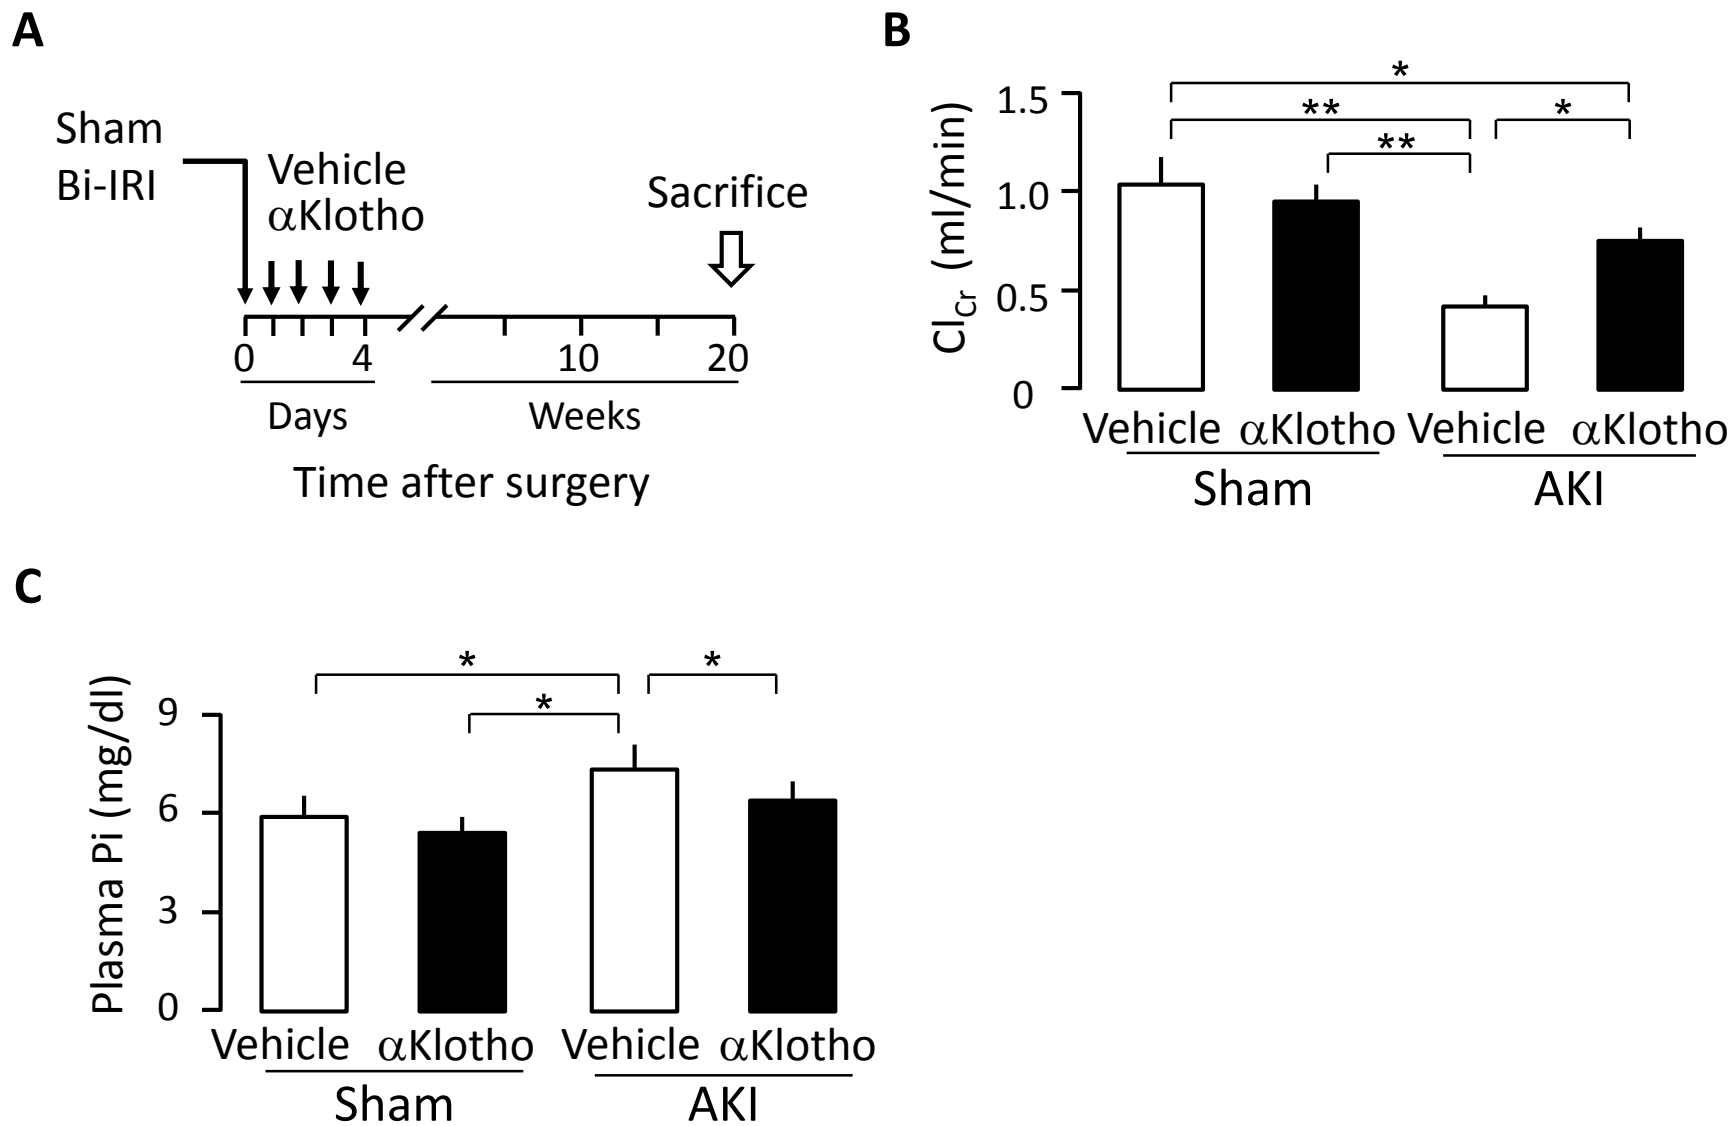 A
Sham
Bi-IRI
Vehicle
αKlotho
Sacrifice
0 4 10 20
Days Weeks
Time after surgery
B
Cl Cr (ml/min)
1.5
1.0
0.5
0
*
** *
**
Vehicle αKlotho Vehicle αKlotho
Sham AKI
C
Plasma Pi (mg/dl)
9
6
3
0
* *
*
Vehicle αKlotho Vehicle αKlotho
Sham AKI